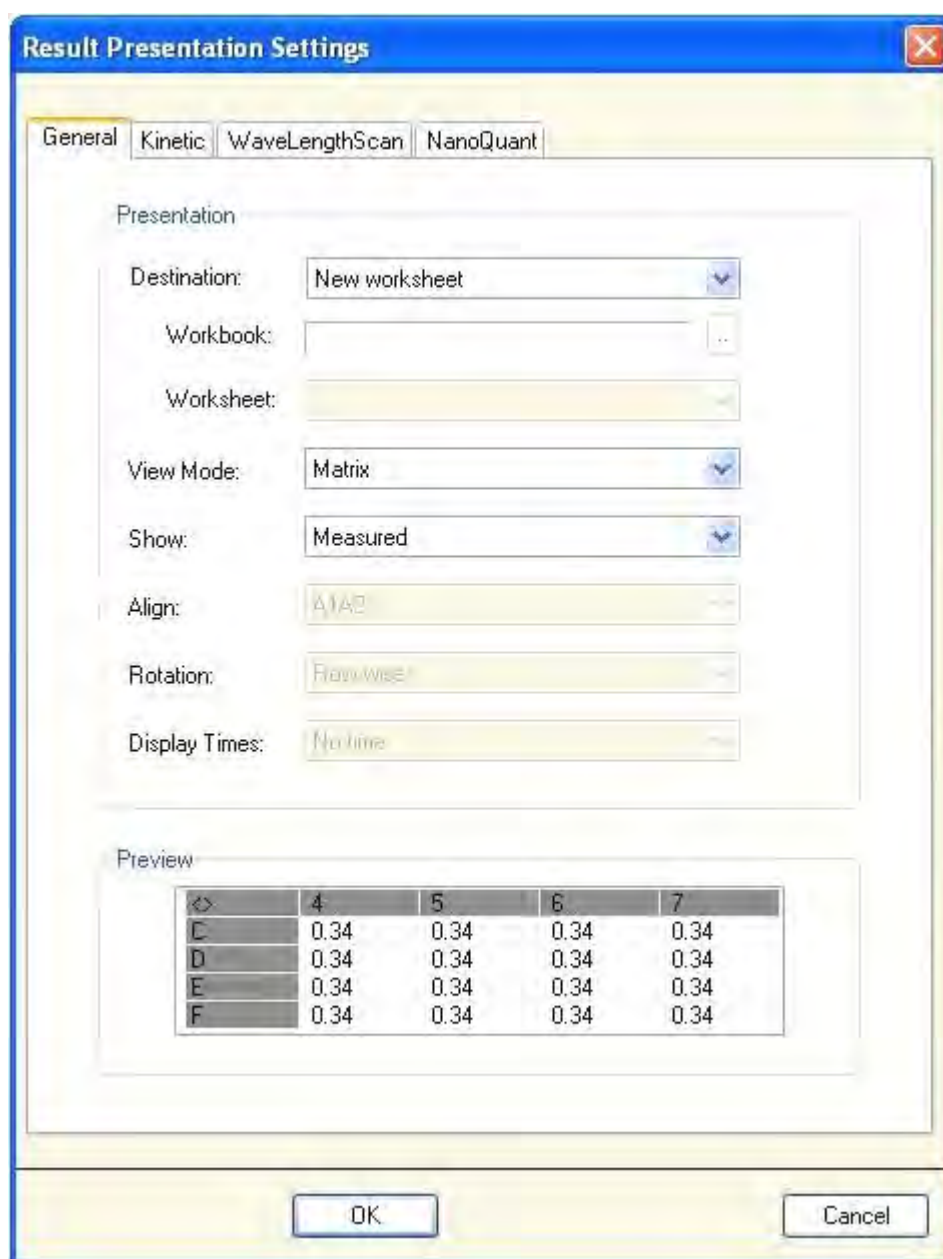 Result Presentation Settings
General Kinetic WaveLengthScan NanoQuant
Presentation
Destination: New worksheet
Workbook: ..
Worksheet:
View Mode: Matrix
Show: Measured
Align:
Rotation: Row wise
Display Times: No time
Preview
<> 4 5 6 7
C 0.34 0.34 0.34 0.34
D 0.34 0.34 0.34 0.34
E 0.34 0.34 0.34 0.34
F 0.34 0.34 0.34 0.34
OK Cancel